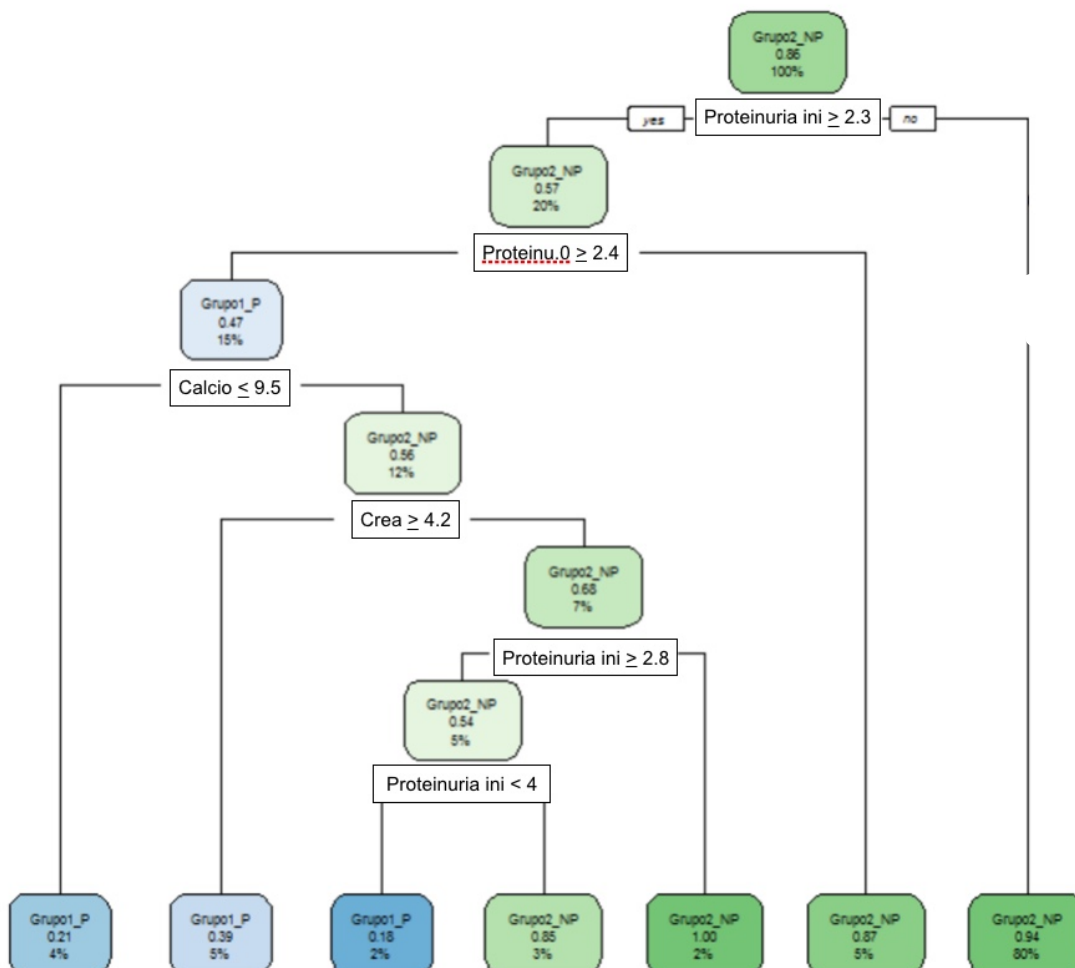 Grupo2_NP
0.86
100%
yes
Proteinuria ini ≥ 2.3
no
Grupo2_NP
0.57
20%
Proteinu.0 ≥ 2.4
Grupo1_P
0.47
15%
Calcio ≤ 9.5
Grupo2_NP
0.56
12%
Crea ≥ 4.2
Grupo2_NP
0.68
7%
Proteinuria ini ≥ 2.8
Grupo2_NP
0.54
5%
Proteinuria ini < 4
Grupo1_P
0.21
4%
Grupo1_P
0.39
5%
Grupo1_P
0.18
2%
Grupo2_NP
0.85
3%
Grupo2_NP
1.00
2%
Grupo2_NP
0.87
5%
Grupo2_NP
0.94
80%